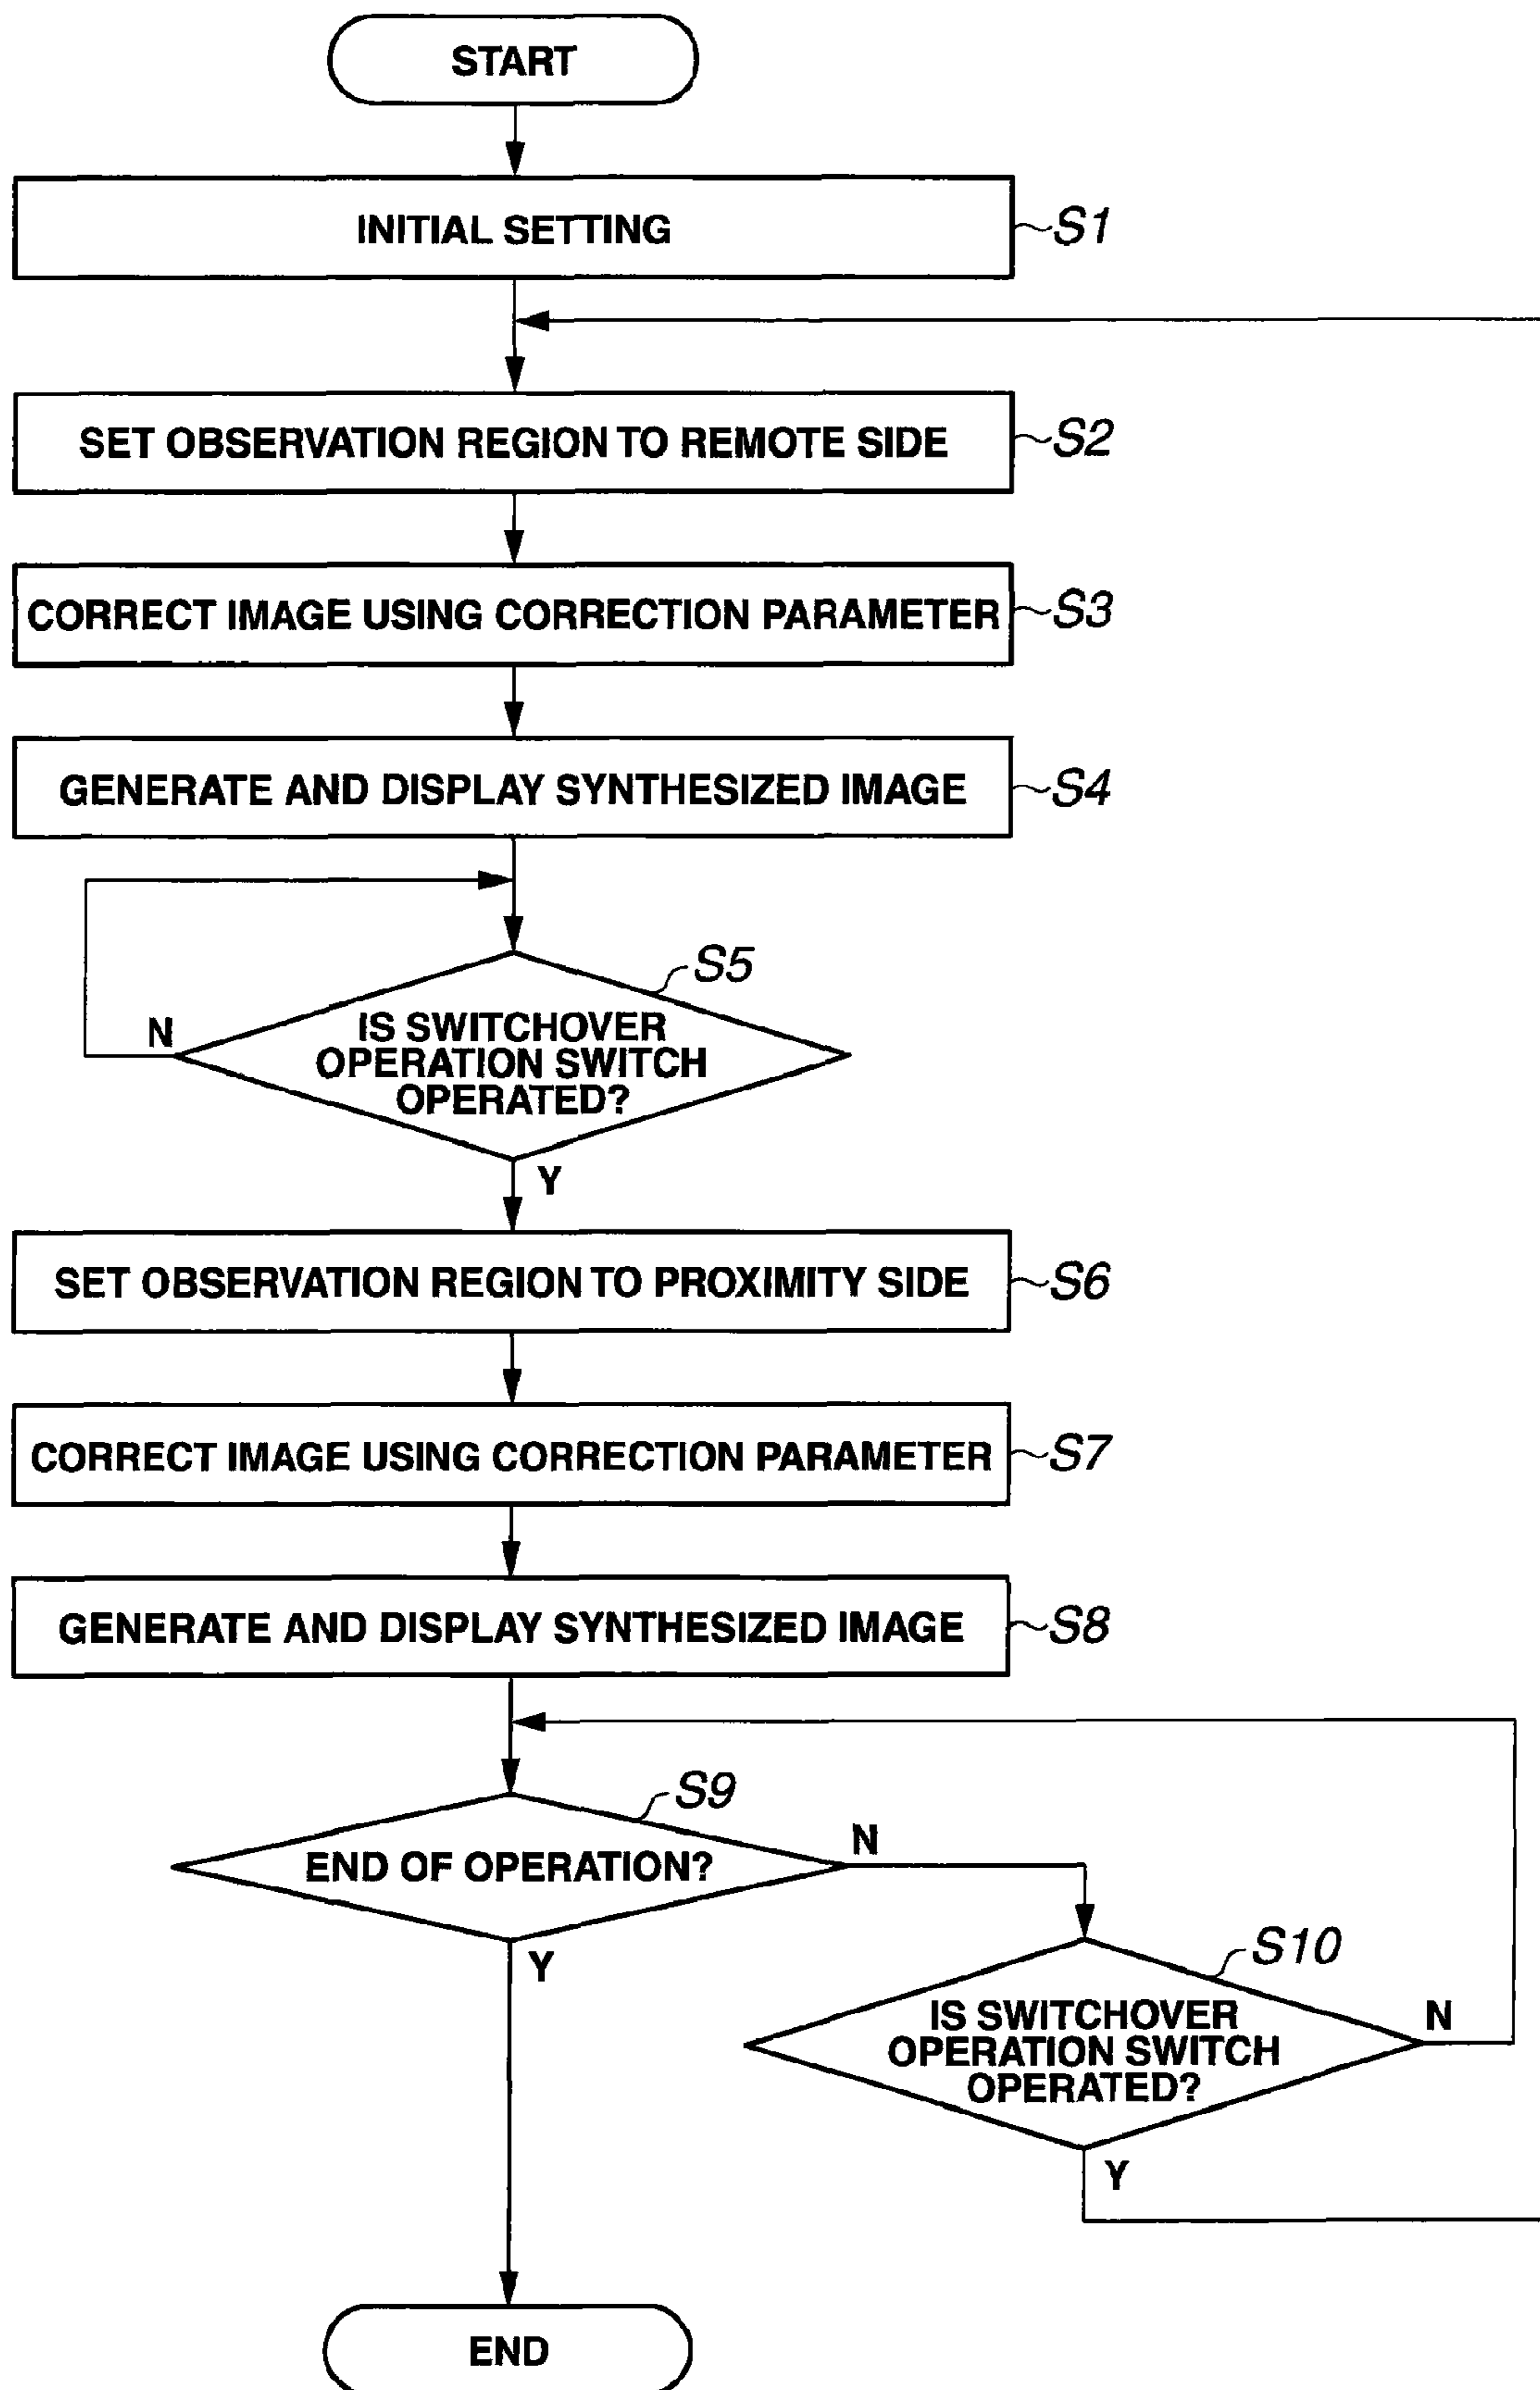 START
INITIAL SETTING
S1
SET OBSERVATION REGION TO REMOTE SIDE
S2
CORRECT IMAGE USING CORRECTION PARAMETER
S3
GENERATE AND DISPLAY SYNTHESIZED IMAGE
S4
S5
N
IS SWITCHOVER
OPERATION SWITCH
OPERATED?
Y
SET OBSERVATION REGION TO PROXIMITY SIDE
S6
CORRECT IMAGE USING CORRECTION PARAMETER
S7
GENERATE AND DISPLAY SYNTHESIZED IMAGE
S8
S9
END OF OPERATION?
N
Y
S10
IS SWITCHOVER
OPERATION SWITCH
OPERATED?
N
Y
END